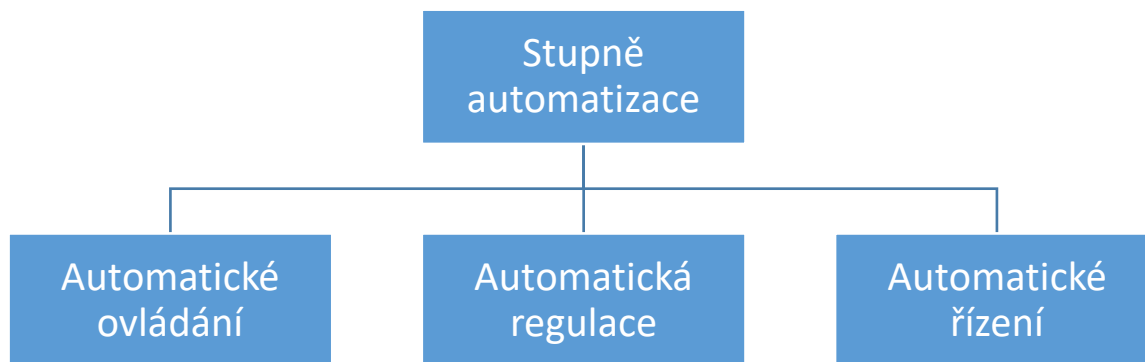 Stupně
automatizace
Automatické
ovládání
Automatická
regulace
Automatické
řízení